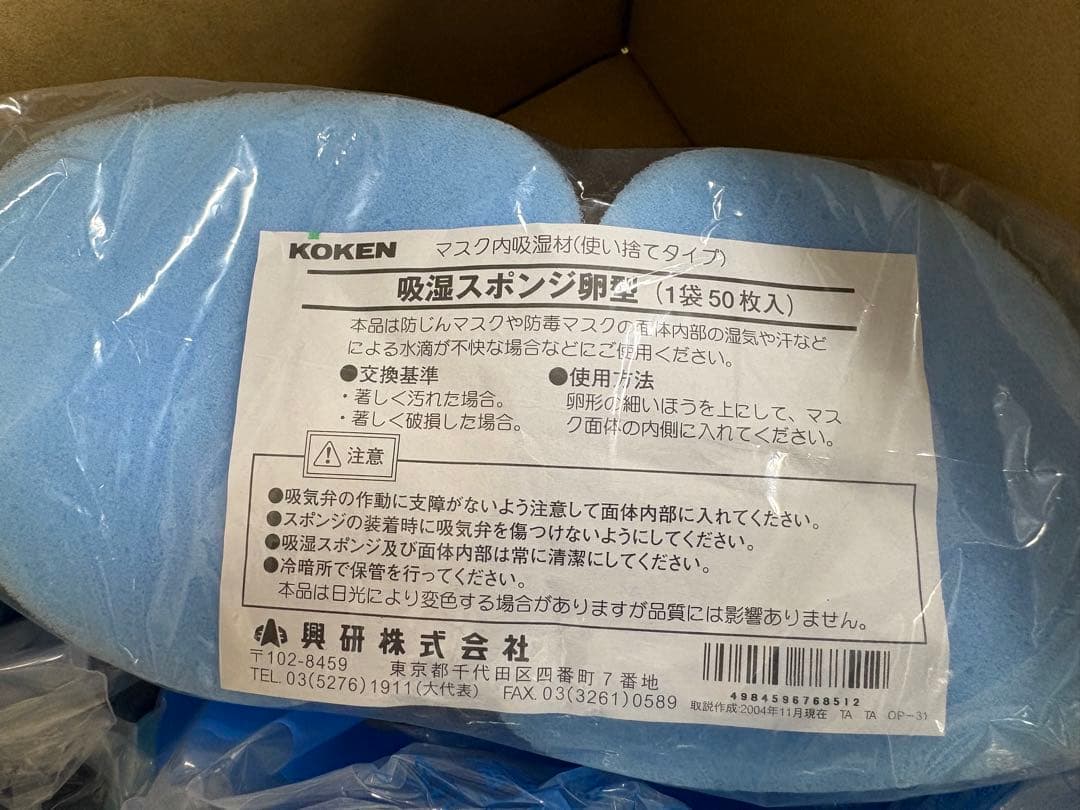 KOKEN マスク内吸湿材(使い捨てタイプ)
吸湿スポンジ卵型 (1袋50枚入)
本品は防じんマスクや防毒マスクの面体内部の湿気や汗など
による水滴が不快な場合などにご使用ください。
●交換基準
・著しく汚れた場合。
・著しく破損した場合。
●使用方法
卵形の細いほうを上にして、マス
ク面体の内側に入れてください。
注意
●吸気弁の作動に支障がないよう注意して面体内部に入れてください。
●スポンジの装着時に吸気弁を傷つけないようにしてください。
●吸湿スポンジ及び面体内部は常に清潔にしてください。
●冷暗所で保管を行ってください。
本品は日光により変色する場合がありますが品質には影響ありません。
興研株式会社
〒102-8459 東京都千代田区四番町7番地
TEL.03(5276)1911(大代表) FAX.03(3261)0589
4984596768512
取説作成:2004年11月現在 TA TA OP-31